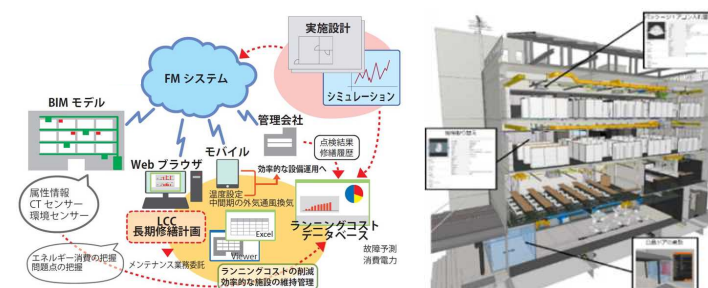 実施設計
FM システム
シミュレーション
BIM モデル
管理会社
点検結果
修繕履歴
モバイル
Web ブラウザ
効率的な設備運用へ
温度設定
中間期の外気通風換気
属性情報
CT センサー
環境センサー
LCC
長期修繕計画
Excel
Viewer
ランニングコスト
データベース
故障予測
消費電力
エネルギー消費の把握
問題点の把握
メンテナンス業務委託
ランニングコストの削減
効率的な施設の維持管理